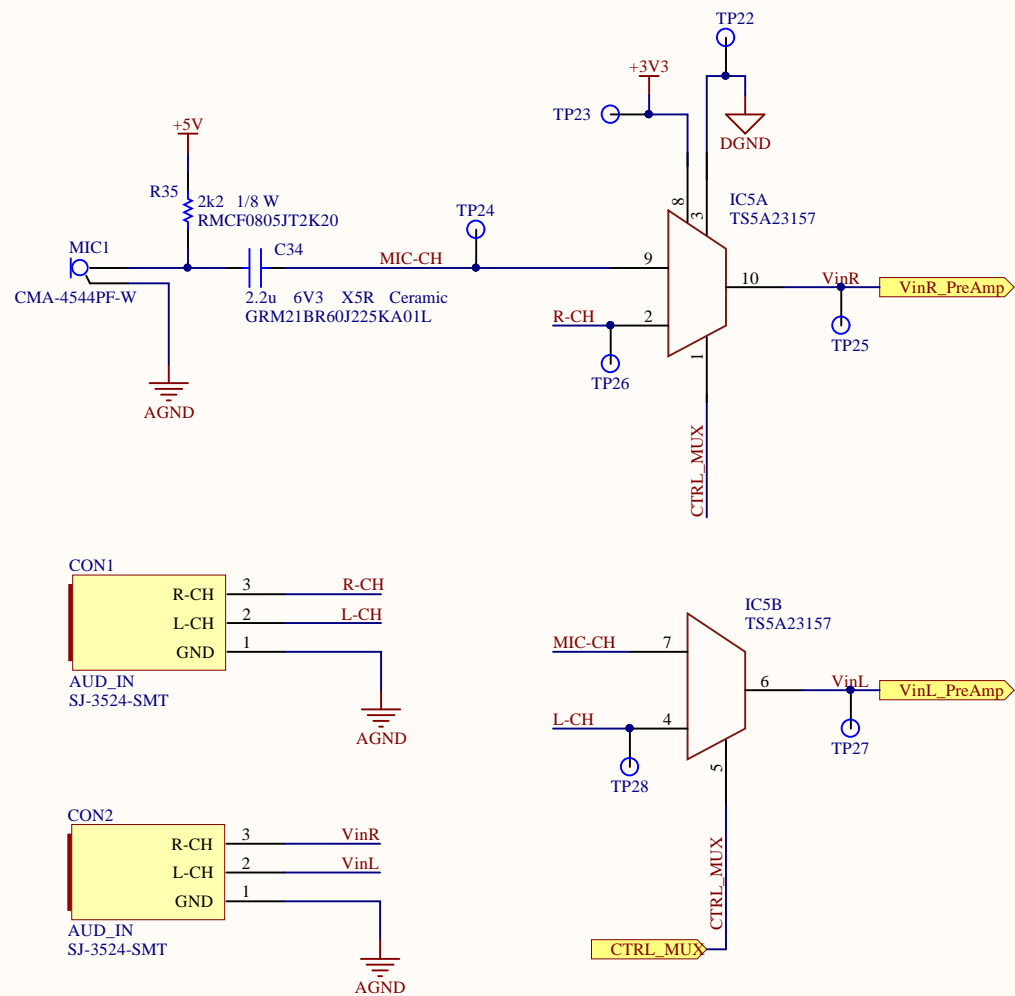 TP22
+3V3
TP23
DGND
+5V
R35
2k2 1/8 W
RMCF0805JT2K20
8
3
IC5A
TS5A23157
TP24
MIC1
C34
MIC-CH
9
10
VinR
VinR_PreAmp
CMA-4544PF-W
2.2u 6V3 X5R Ceramic
GRM21BR60J225KA01L
R-CH
2
TP25
1
TP26
AGND
CTRL_MUX
CON1
R-CH
3
R-CH
L-CH
2
L-CH
GND
1
AUD_IN
SJ-3524-SMT
AGND
IC5B
TS5A23157
MIC-CH
7
6
VinL
VinL_PreAmp
L-CH
4
TP27
5
TP28
CON2
R-CH
3
VinR
L-CH
2
VinL
GND
1
AUD_IN
SJ-3524-SMT
AGND
CTRL_MUX
CTRL_MUX